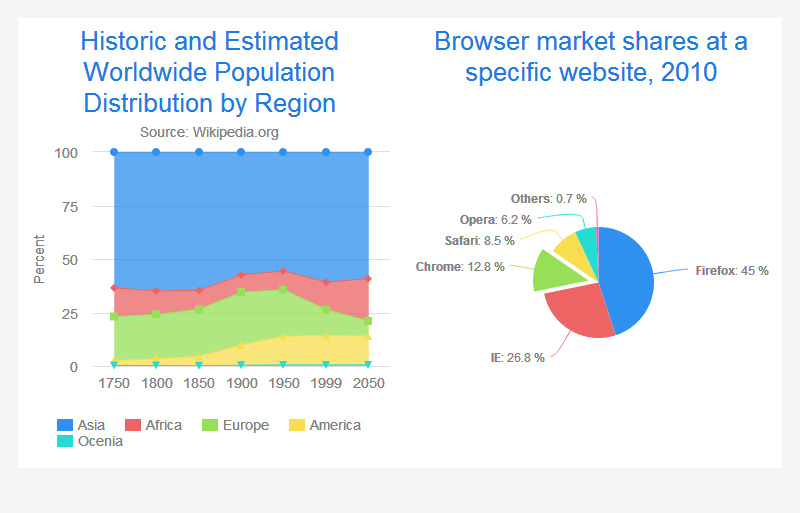 Historic and Estimated
Worldwide Population
Distribution by Region
Source: Wikipedia.org
Percent
100
75
50
25
0
1750 1800 1850 1900 1950 1999 2050
Asia Africa Europe America
Ocenia
Browser market shares at a
specific website, 2010
Others: 0.7 %
Opera: 6.2 %
Safari: 8.5 %
Chrome: 12.8 %
Firefox: 45 %
IE: 26.8 %